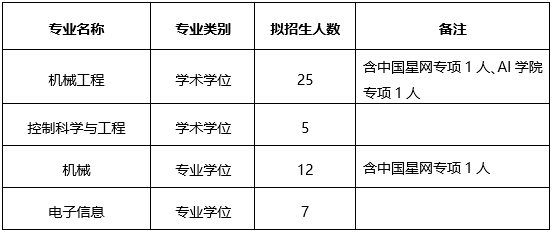 专业名称 专业类别 拟招生人数 备注
机械工程 学术学位 25 含中国星网专项1人、AI学院
专项1人
控制科学与工程 学术学位 5
机械 专业学位 12 含中国星网专项1人
电子信息 专业学位 7